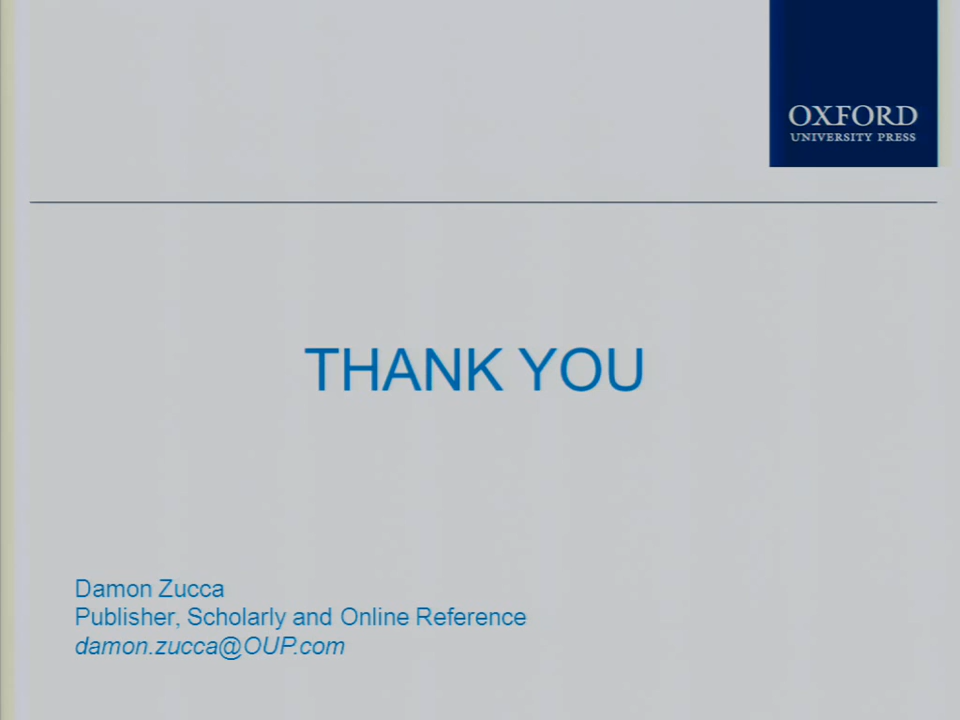 OXFORD
UNIVERSITY PRESS
THANK YOU
Damon Zucca
Publisher, Scholarly and Online Reference
damon.zucca@OUP.com